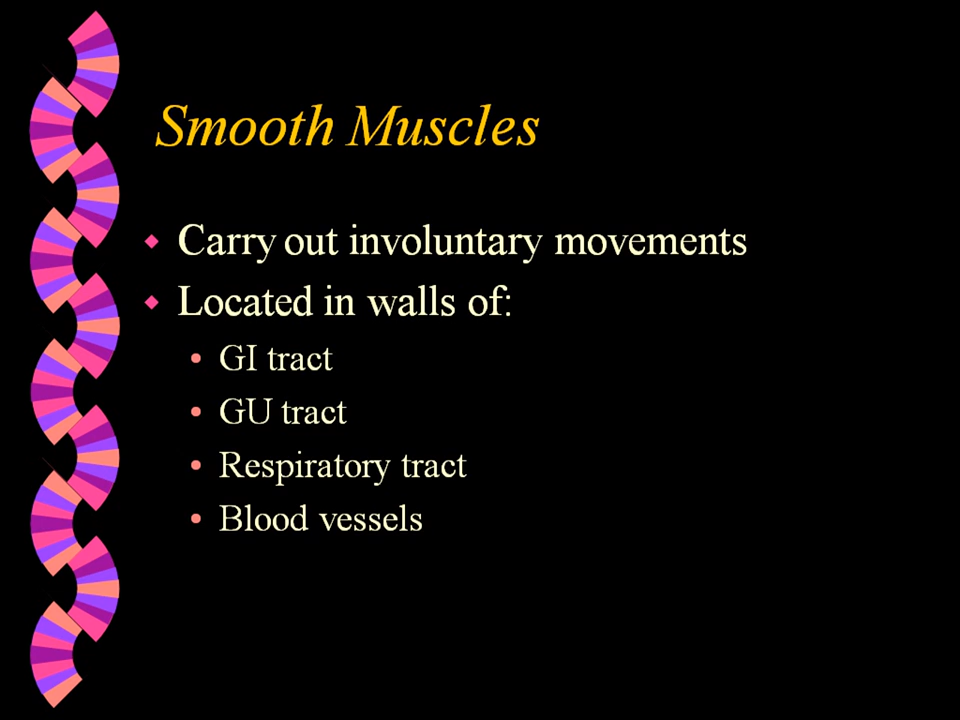 Smooth Muscles
Carry out involuntary movements
Located in walls of:
GI tract
GU tract
Respiratory tract
Blood vessels